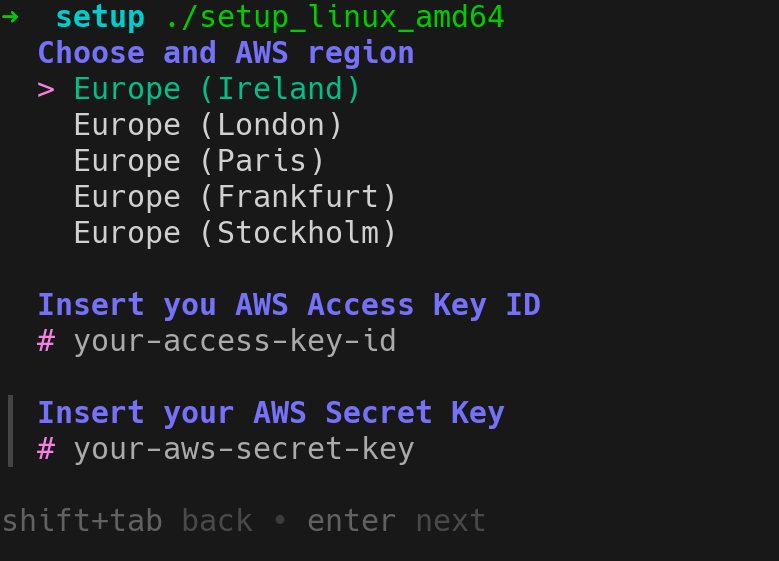 → setup ./setup_linux_amd64
Choose and AWS region
> Europe (Ireland)
Europe (London)
Europe (Paris)
Europe (Frankfurt)
Europe (Stockholm)
Insert you AWS Access Key ID
# your-access-key-id
Insert your AWS Secret Key
# your-aws-secret-key
shift+tab back • enter next